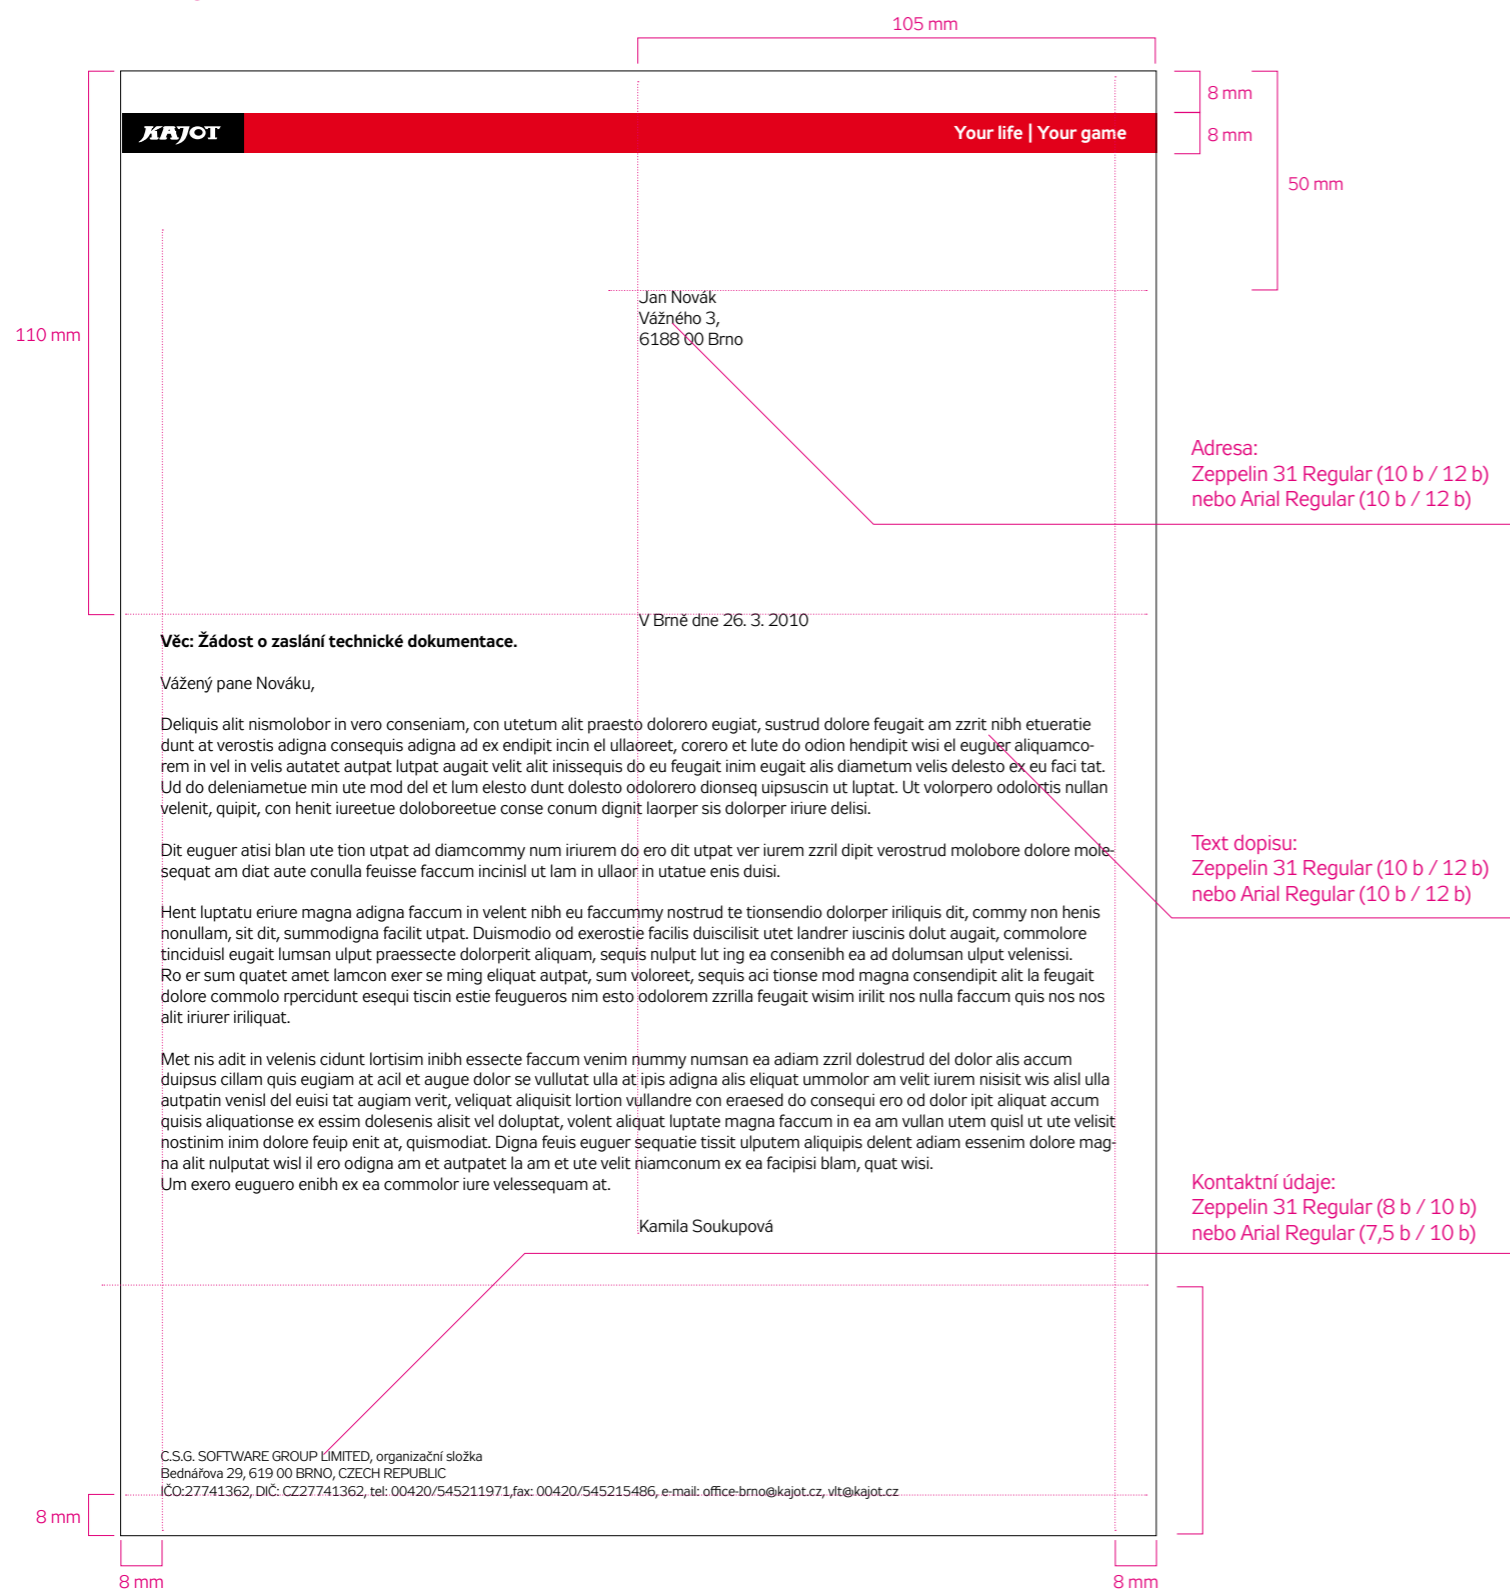 105 mm
8 mm
KAJOT
Your life | Your game
8 mm
50 mm
Jan Novák
Vážného 3,
6188 00 Brno
110 mm
Adresa:
Zeppelin 31 Regular (10 b / 12 b)
nebo Arial Regular (10 b / 12 b)
V Brně dne 26. 3. 2010
Věc: Žádost o zaslání technické dokumentace.
Vážený pane Nováku,
Deliquis alit nismolobor in vero conseniam, con utetum alit praesto dolorero eugiat, sustrud dolore feugait am zzrit nibh etueratie
dunt at verostis adigna consequis adigna ad ex endipit incin el ullaoreet, corero et lute do odion hendipit wisi el euguer aliquamco-
rem in vel in velis autatet autpat lutpat augait velit alit inissequis do eu feugait inim eugait alis diametum velis delesto ex eu faci tat.
Ud do deleniametue min ute mod del et lum elesto dunt dolesto odolorero dionseq uipsuscin ut luptat. Ut volorpero odolortis nullan
velenit, quipit, con henit iureetue doloboreetue conse conum dignit laorper sis dolorper iriure delisi.
Dit euguer atisi blan ute tion utpat ad diamcommy num iriurem do ero dit utpat ver iurem zzril dipit verostrud molobore dolore mole-
sequat am diat aute conulla feuisse faccum incinisl ut lam in ullaor in utatue enis duisi.
Text dopisu:
Zeppelin 31 Regular (10 b / 12 b)
nebo Arial Regular (10 b / 12 b)
Hent luptatu eriure magna adigna faccum in velent nibh eu faccummy nostrud te tionsendio dolorper iriliquis dit, commy non henis
nonullam, sit dit, summodigna facilit utpat. Duismodio od exerostie facilis duiscilisit utet landrer iuscinis dolut augait, commolore
tinciduisl eugait lumsan ulput praessecte dolorperit aliquam, sequis nulput lut ing ea consenibh ea ad dolumsan ulput velenissi.
Ro er sum quatet amet lamcon exer se ming eliquat autpat, sum voloreet, sequis aci tionse mod magna consendipit alit la feugait
dolore commolo rpercidunt esequi tiscin estie feugueros nim esto odolorem zzrilla feugait wisim irilit nos nulla faccum quis nos nos
alit iriurer iriliquat.
Met nis adit in velenis cidunt lortisim inibh essecte faccum venim nummy numsan ea adiam zzril dolestrud del dolor alis accum
duipsus cillam quis eugiam at acil et augue dolor se vullutat ulla at ipis adigna alis eliquat ummolor am velit iurem nisisit wis alisl ulla
autpatin venisl del euisi tat augiam verit, veliquat aliquisit lortion vullandre con eraesed do consequi ero od dolor ipit aliquat accum
quisis aliquationse ex essim dolesenis alisit vel doluptat, volent aliquat luptate magna faccum in ea am vullan utem quisl ut ute velisit
nostinim inim dolore feuip enit at, quismodiat. Digna feuis euguer sequatie tissit ulputem aliquipis delent adiam essenim dolore mag-
na alit nulputat wisl il ero odigna am et autpatet la am et ute velit niamconum ex ea facipisi blam, quat wisi.
Um exero euguero enibh ex ea commolor iure velessequam at.
Kontaktní údaje:
Zeppelin 31 Regular (8 b / 10 b)
nebo Arial Regular (7,5 b / 10 b)
Kamila Soukupová
C.S.G. SOFTWARE GROUP LIMITED, organizační složka
Bednářova 29, 619 00 BRNO, CZECH REPUBLIC
IČO:27741362, DIČ: CZ27741362, tel: 00420/545211971,fax: 00420/545215486, e-mail: office-brno@kajot.cz, vlt@kajot.cz
8 mm
8 mm
8 mm